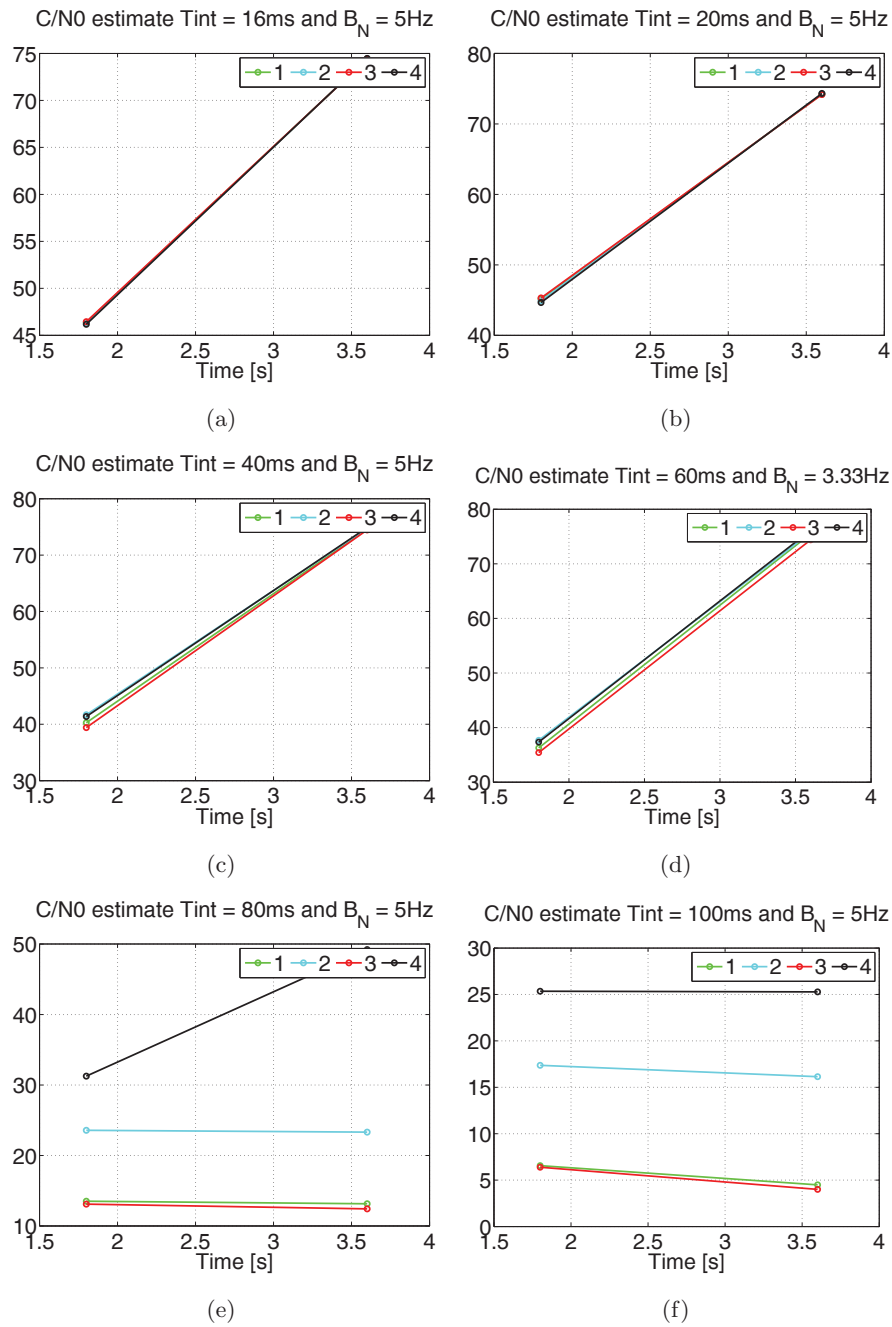 C/N0 estimate Tint = 16ms and B_N = 5Hz
75
70
65
60
55
50
45
1 2 3 4
1.5 2 2.5 3 3.5 4
Time [s]
(a)
C/N0 estimate Tint = 20ms and B_N = 5Hz
80
70
60
50
40
1 2 3 4
1.5 2 2.5 3 3.5 4
Time [s]
(b)
C/N0 estimate Tint = 40ms and B_N = 5Hz
80
70
60
50
40
30
1 2 3 4
1.5 2 2.5 3 3.5 4
Time [s]
(c)
C/N0 estimate Tint = 60ms and B_N = 3.33Hz
80
70
60
50
40
30
1 2 3 4
1.5 2 2.5 3 3.5 4
Time [s]
(d)
C/N0 estimate Tint = 80ms and B_N = 5Hz
50
40
30
20
10
1 2 3 4
1.5 2 2.5 3 3.5 4
Time [s]
(e)
C/N0 estimate Tint = 100ms and B_N = 5Hz
30
25
20
15
10
5
0
1 2 3 4
1.5 2 2.5 3 3.5 4
Time [s]
(f)